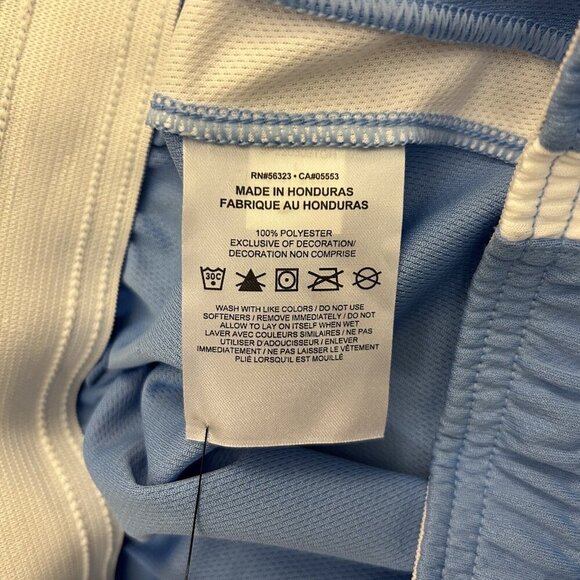 RN#56323 • CA#05553
MADE IN HONDURAS
FABRIQUE AU HONDURAS
100% POLYESTER
EXCLUSIVE OF DECORATION/
DECORATION NON COMPRISE
30C
WASH WITH LIKE COLORS / DO NOT USE
SOFTENERS / REMOVE IMMEDIATELY / DO NOT
ALLOW TO LAY ON ITSELF WHEN WET
LAVER AVEC COULEURS SIMILAIRES / NE PAS
UTILISER D'ADOUCISSEUR / ENLEVER
IMMEDIATEMENT / NE PAS LAISSER LE VÊTEMENT
PLIÉ LORSQU'IL EST MOUILLÉ